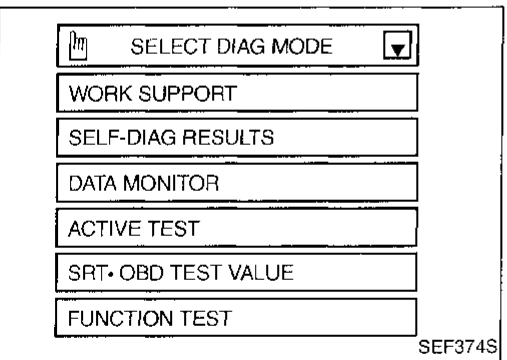 SELECT DIAG MODE
WORK SUPPORT
SELF-DIAG RESULTS
DATA MONITOR
ACTIVE TEST
SRT• OBD TEST VALUE
FUNCTION TEST
SEF374S